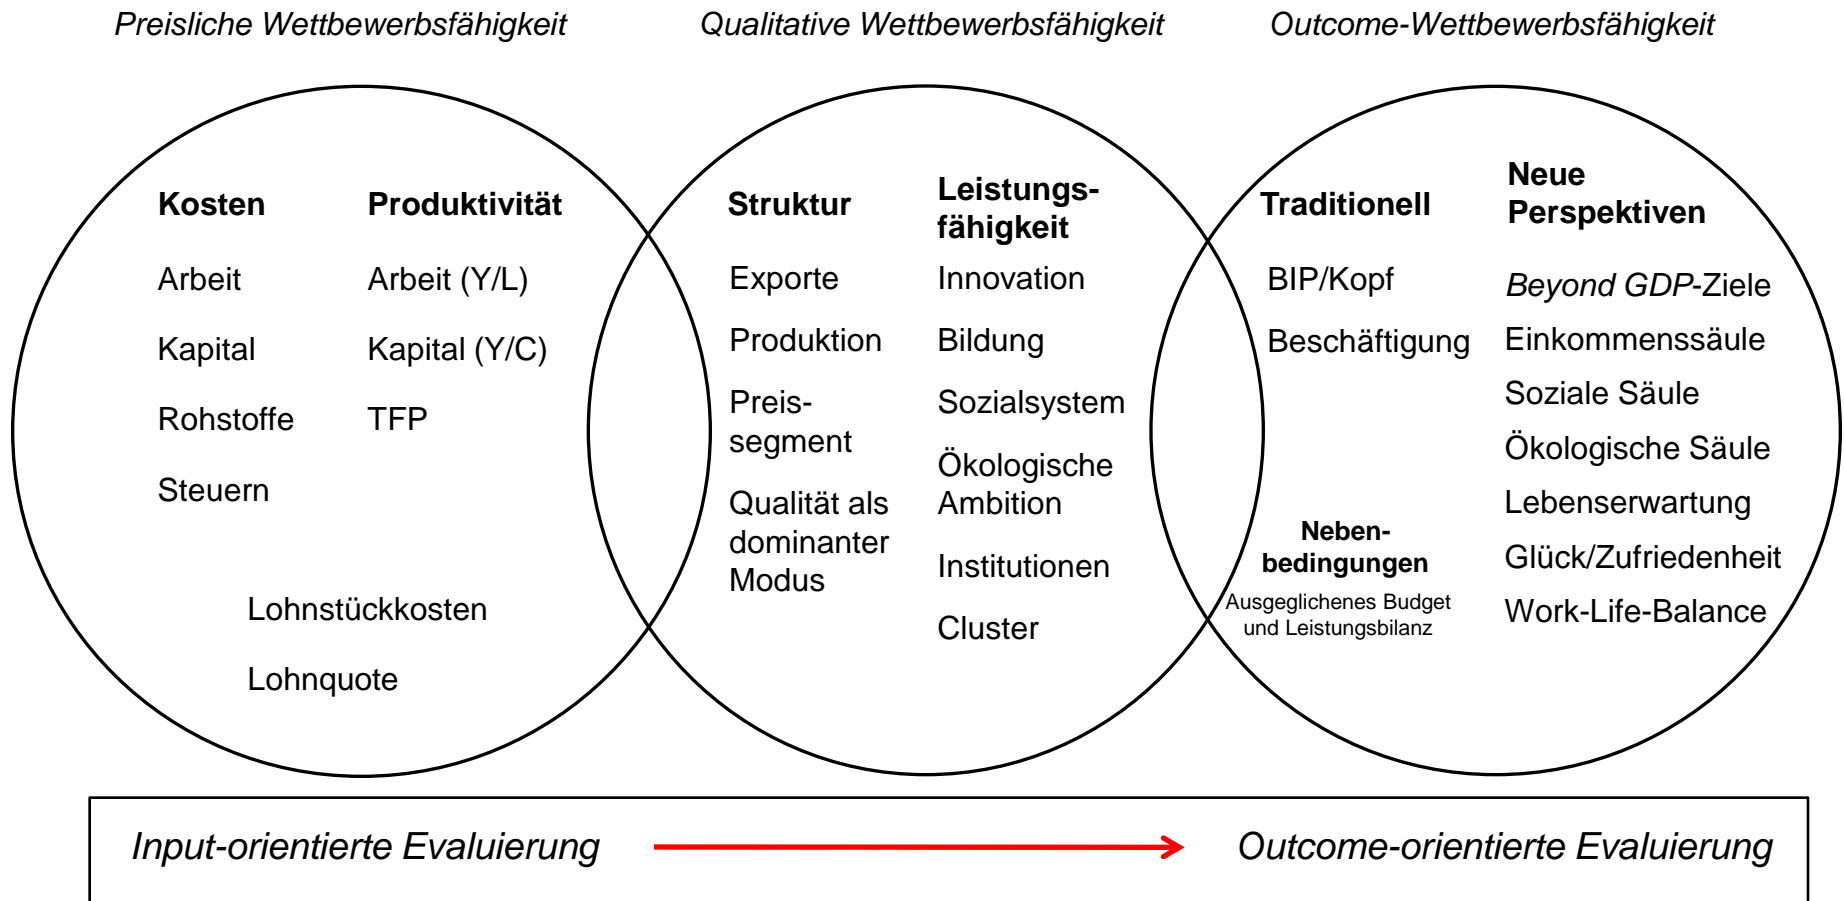 Preisliche Wettbewerbsfähigkeit
Qualitative Wettbewerbsfähigkeit
Outcome-Wettbewerbsfähigkeit
Kosten
Arbeit
Kapital
Rohstoffe
Steuern
Produktivität
Arbeit (Y/L)
Kapital (Y/C)
TFP
Lohnstückkosten
Lohnquote
Struktur
Exporte
Produktion
Preis-
segment
Qualität als
dominanter
Modus
Leistungs-
fähigkeit
Innovation
Bildung
Sozialsystem
Ökologische
Ambition
Institutionen
Cluster
Traditionell
BIP/Kopf
Beschäftigung
Neben-
bedingungen
Ausgeglichenes Budget
und Leistungsbilanz
Neue
Perspektiven
Beyond GDP-Ziele
Einkommenssäule
Soziale Säule
Ökologische Säule
Lebenserwartung
Glück/Zufriedenheit
Work-Life-Balance
Input-orientierte Evaluierung
Outcome-orientierte Evaluierung